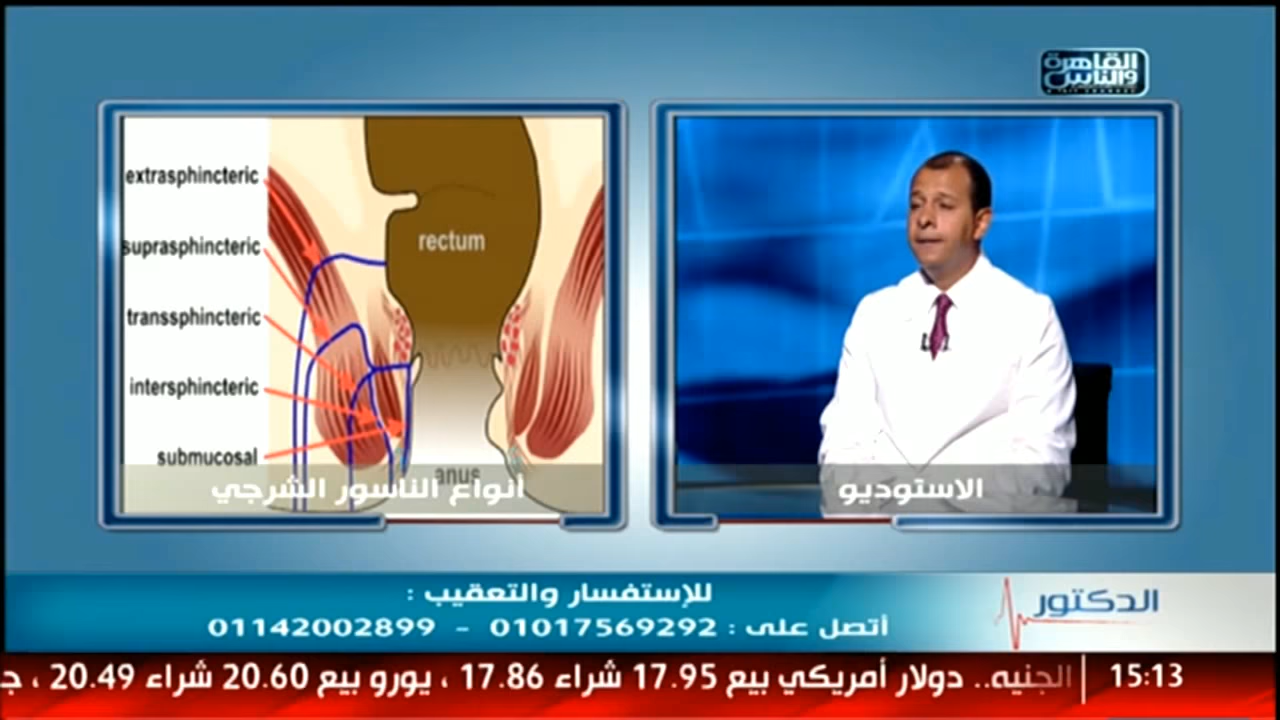 القاهرة
والناس
extrasphincteric
suprasphincteric
transsphincteric
intersphincteric
submucosal
rectum
anus
أنواع الناسور الشرجي
الاستوديو
للإستفسار والتعقيب :
أتصل على : 01017569292 - 01142002899
الدكتور
15:13
الجنيه.. دولار أمريكي بيع 17.95 شراء 17.86 ، يورو بيع 20.60 شراء 20.49 ، ج